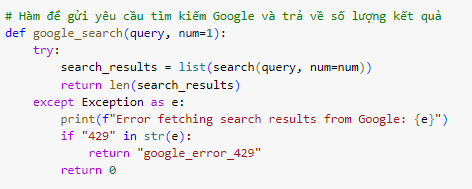 # Hàm để gửi yêu cầu tìm kiếm Google và trả về số lượng kết quả
def google_search(query, num=1):
    try:
        search_results = list(search(query, num=num))
        return len(search_results)
    except Exception as e:
        print(f"Error fetching search results from Google: {e}")
        if "429" in str(e):
            return "google_error_429"
        return 0